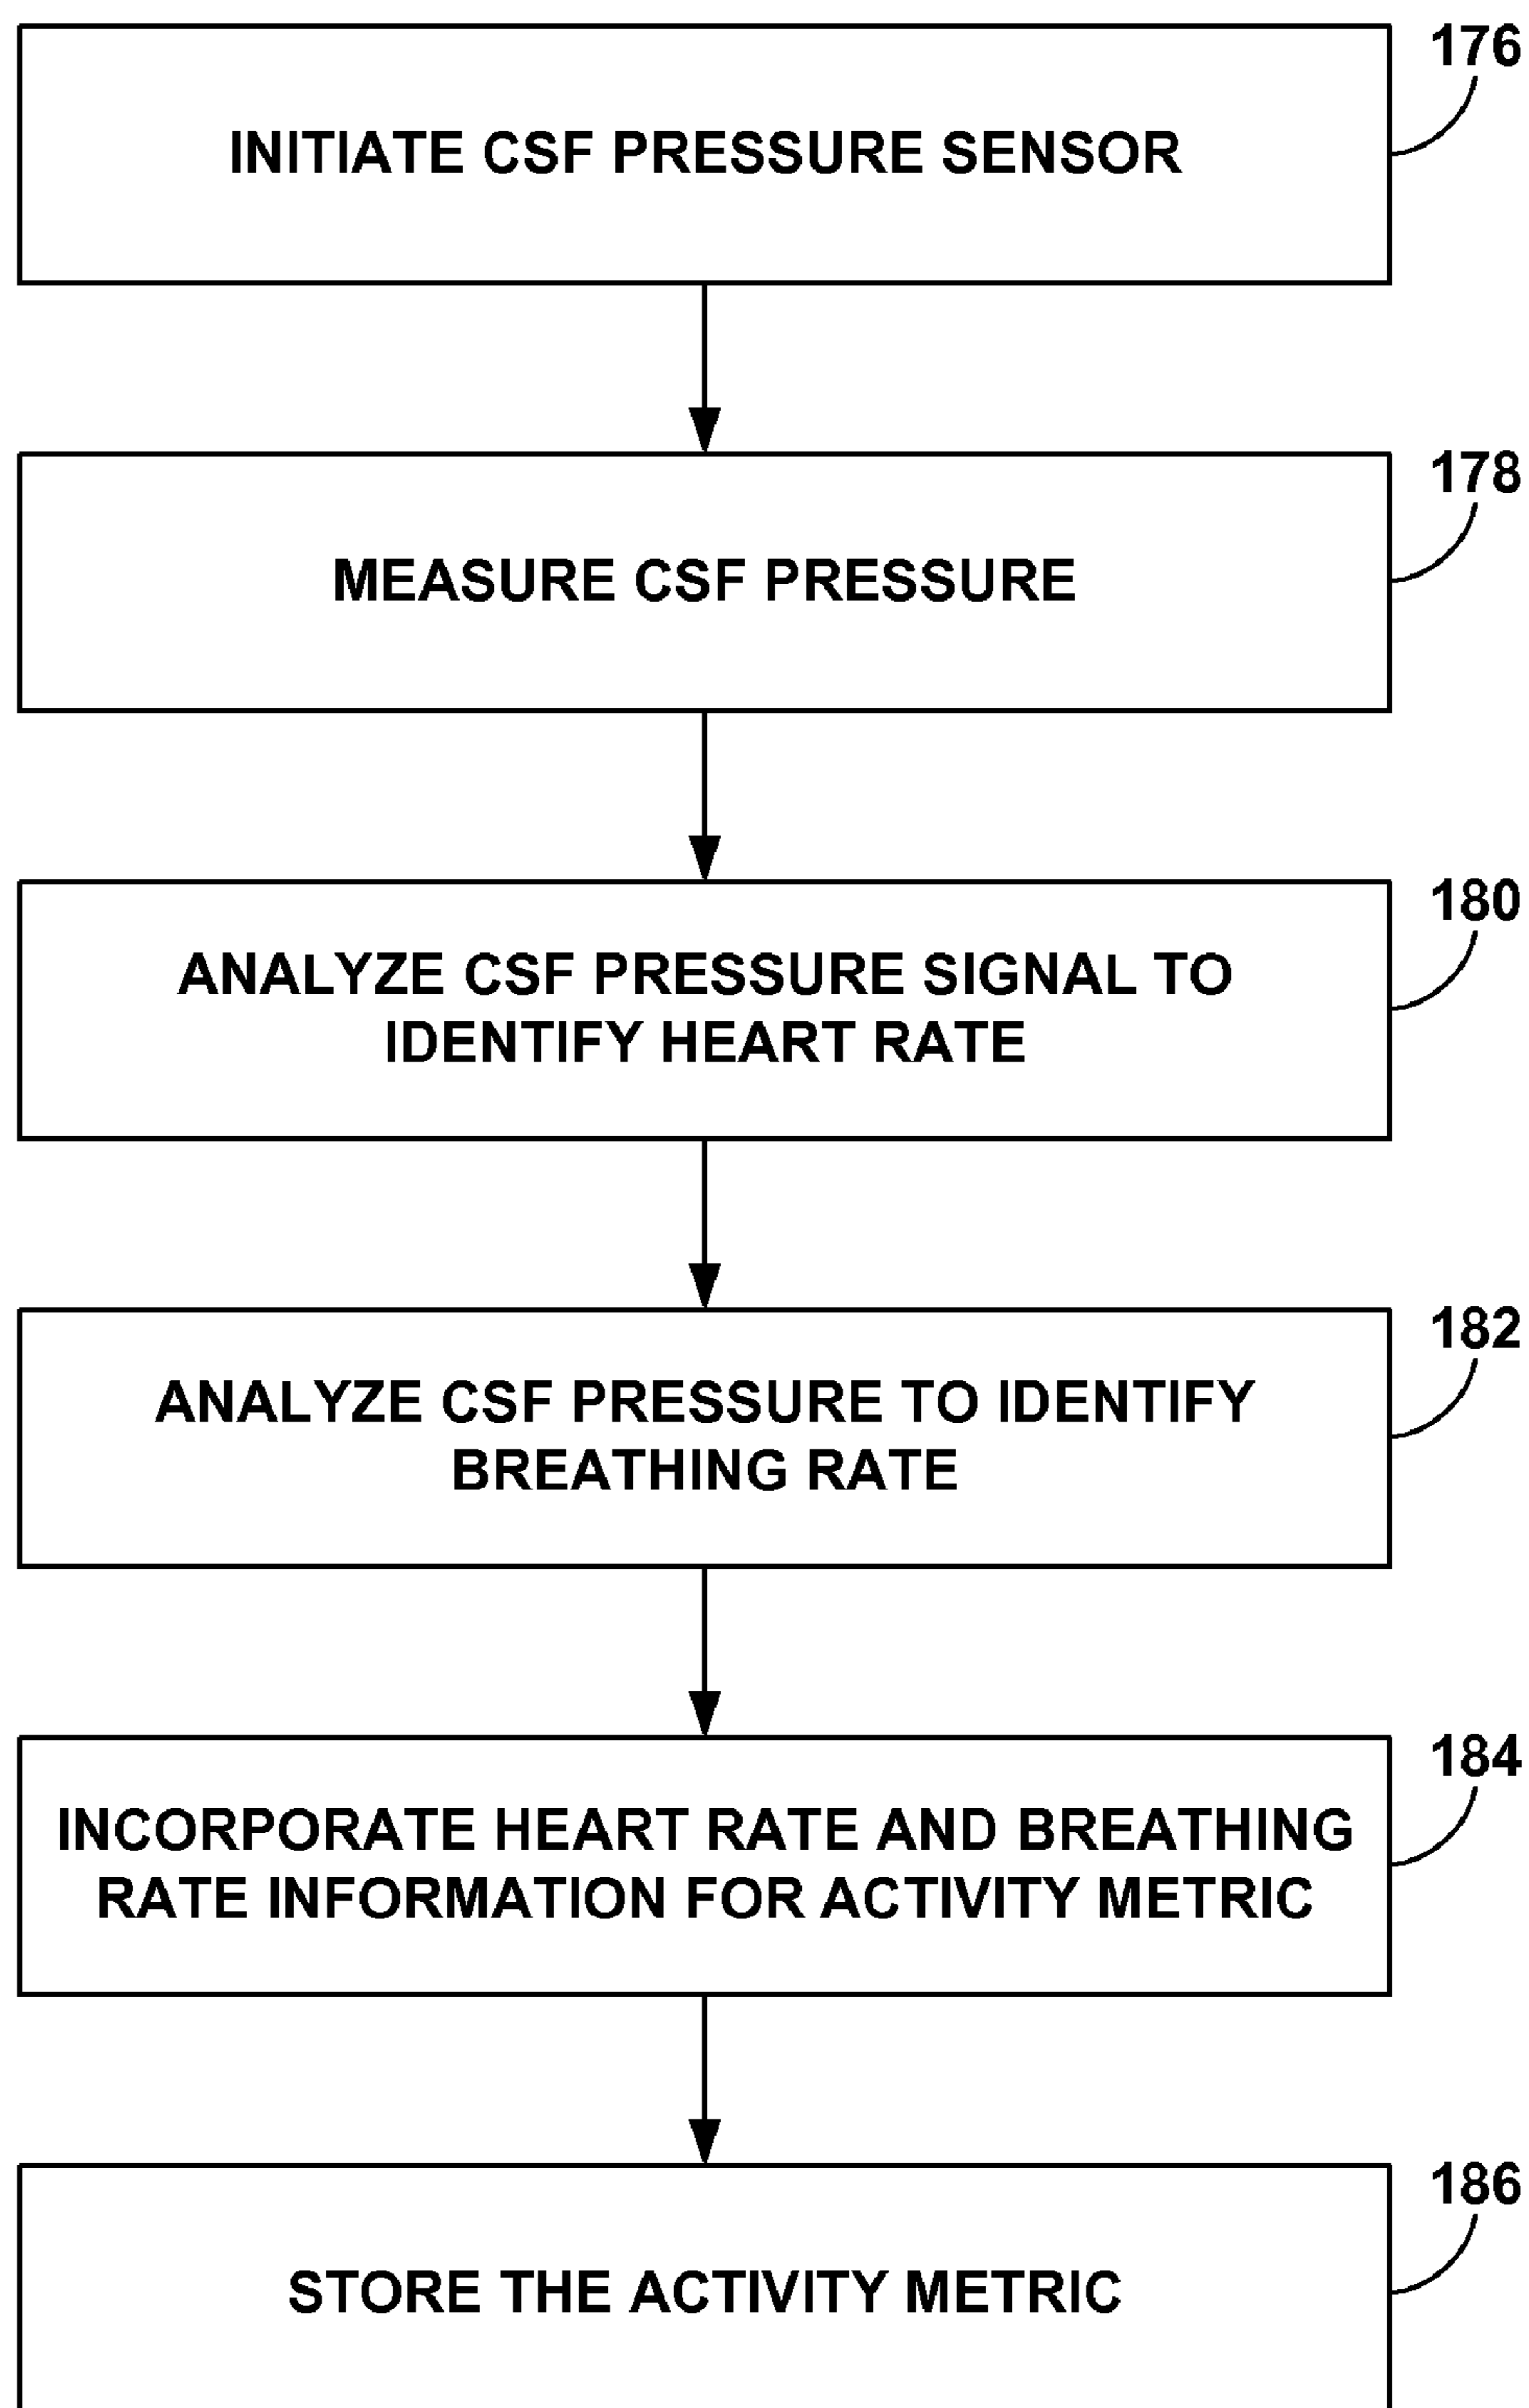 176
INITIATE CSF PRESSURE SENSOR
178
MEASURE CSF PRESSURE
180
ANALYZE CSF PRESSURE SIGNAL TO
IDENTIFY HEART RATE
182
ANALYZE CSF PRESSURE TO IDENTIFY
BREATHING RATE
184
INCORPORATE HEART RATE AND BREATHING
RATE INFORMATION FOR ACTIVITY METRIC
186
STORE THE ACTIVITY METRIC